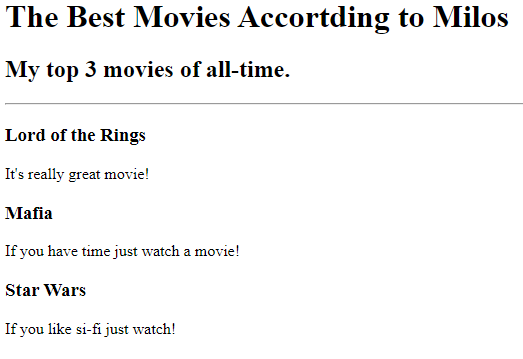 The Best Movies Accortding to Milos
My top 3 movies of all-time.
Lord of the Rings
It's really great movie!
Mafia
If you have time just watch a movie!
Star Wars
If you like si-fi just watch!